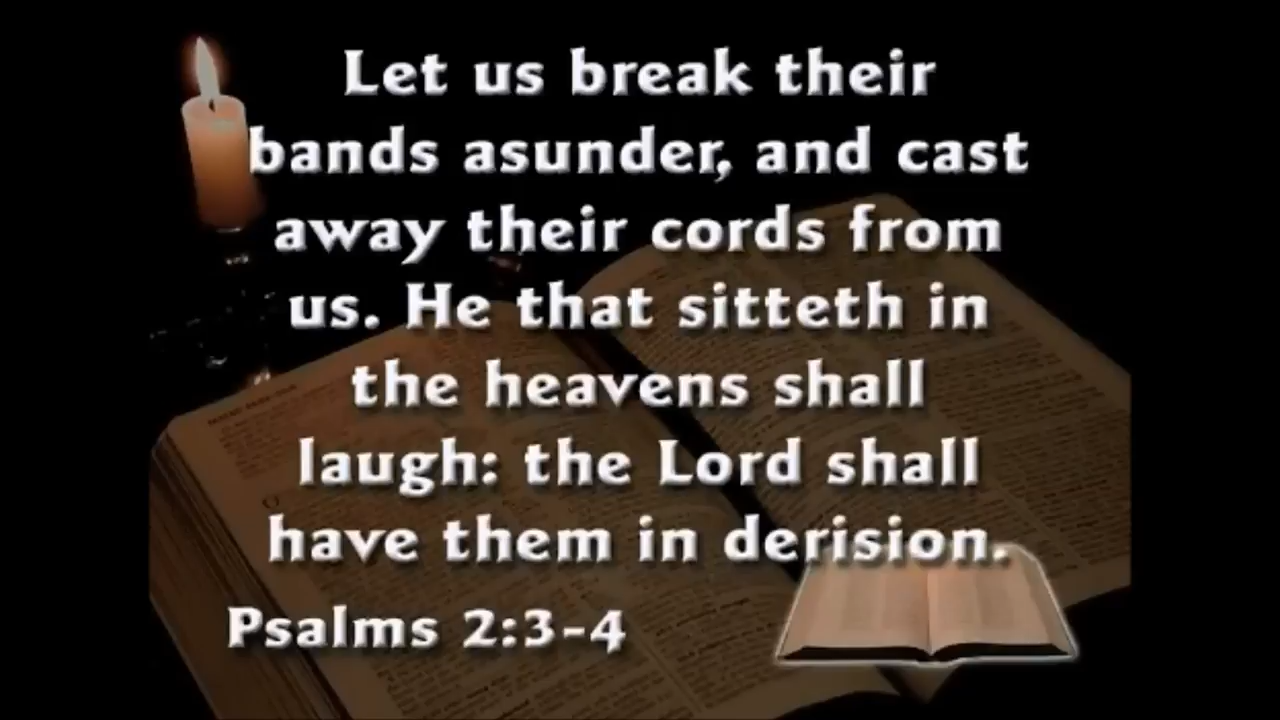 Let us break their
bands asunder, and cast
away their cords from
us. He that sitteth in
the heavens shall
laugh: the Lord shall
have them in derision.
Psalms 2:3-4